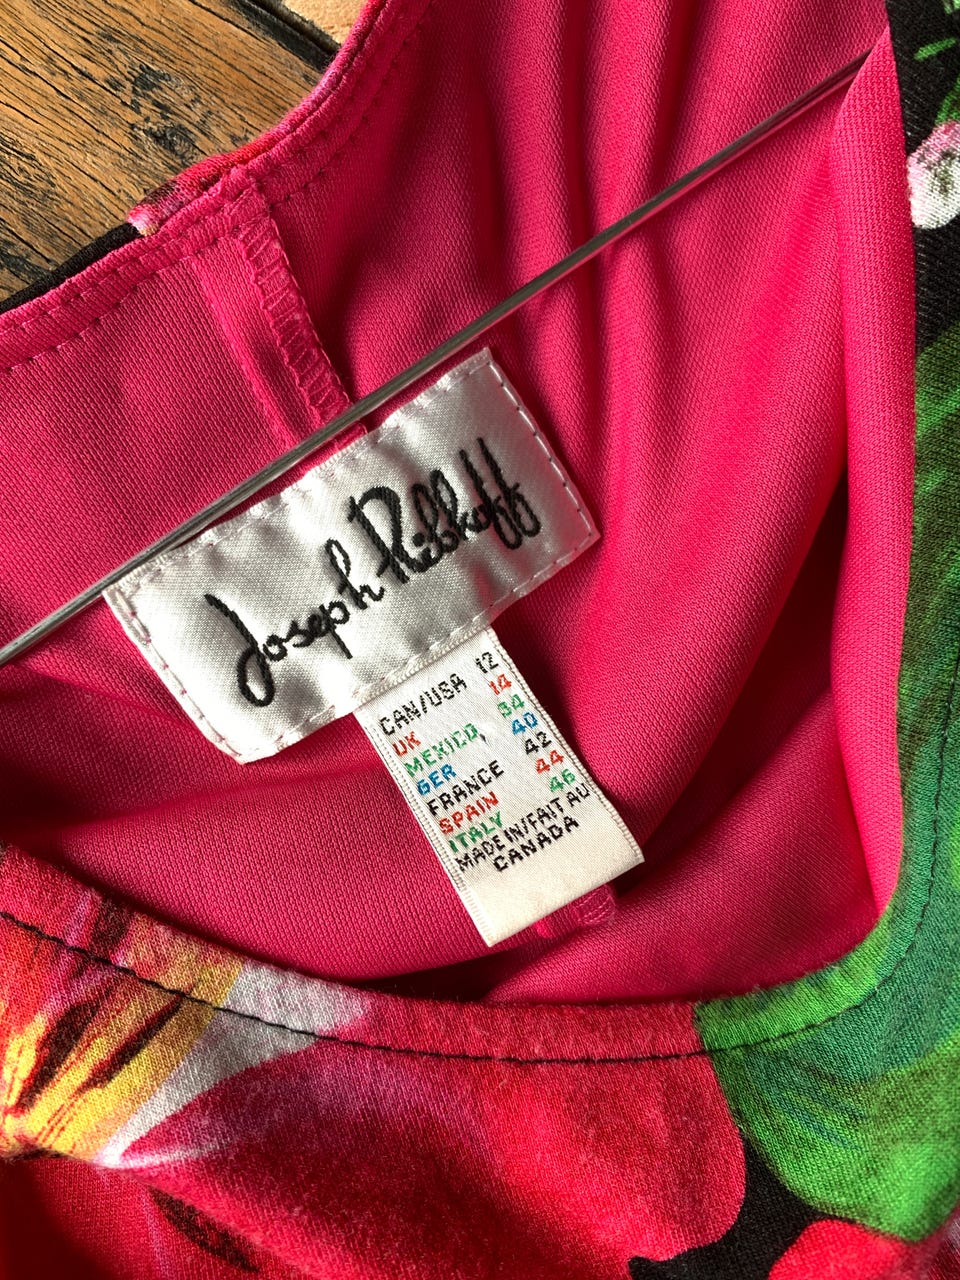 Joseph Ribkoff
CAN/USA 12
UK 14
MEXICO, 34
GER 40
FRANCE 42
SPAIN 44
ITALY 46
MADE IN/FAIT AU
CANADA